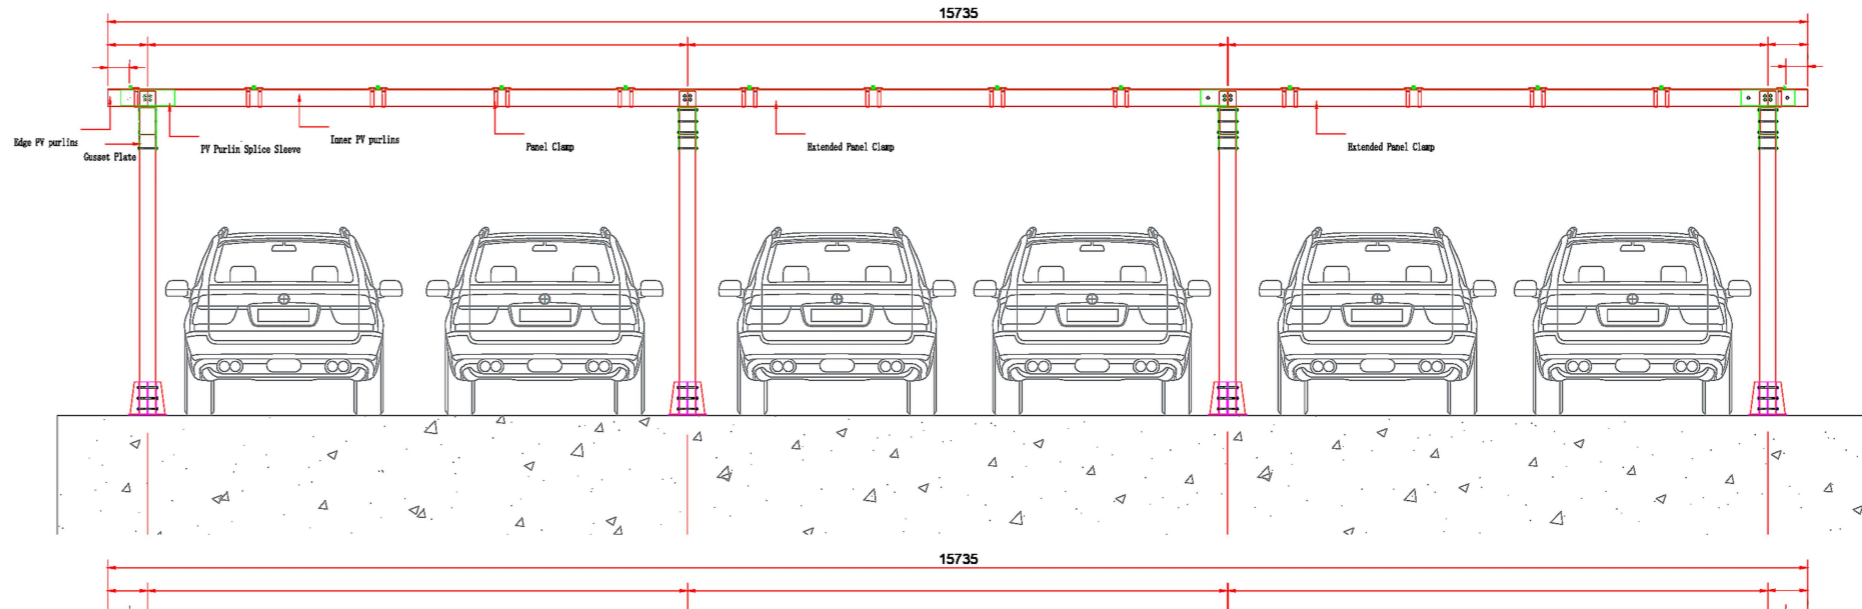 15735
Edge PV purlins
Gusset Plate
PV Purlin Splice Sleeve
Inner PV purlins
Panel Clamp
Extended Panel Clamp
Extended Panel Clamp
15735